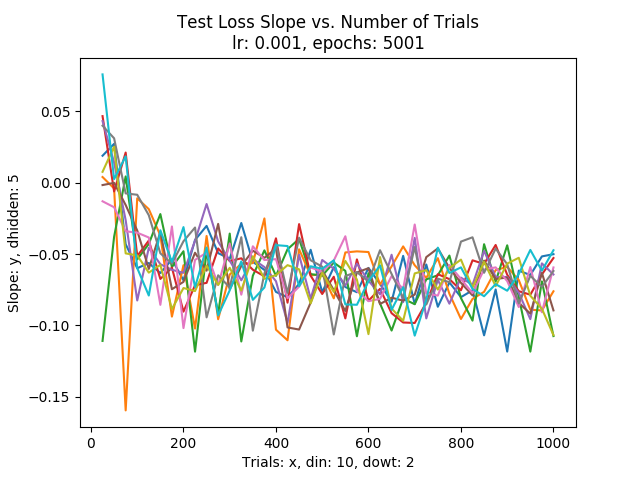 Test Loss Slope vs. Number of Trials
lr: 0.001, epochs: 5001
Slope: y, dhidden: 5
0.05
0.00
−0.05
−0.10
−0.15
0 200 400 600 800 1000
Trials: x, din: 10, dowt: 2